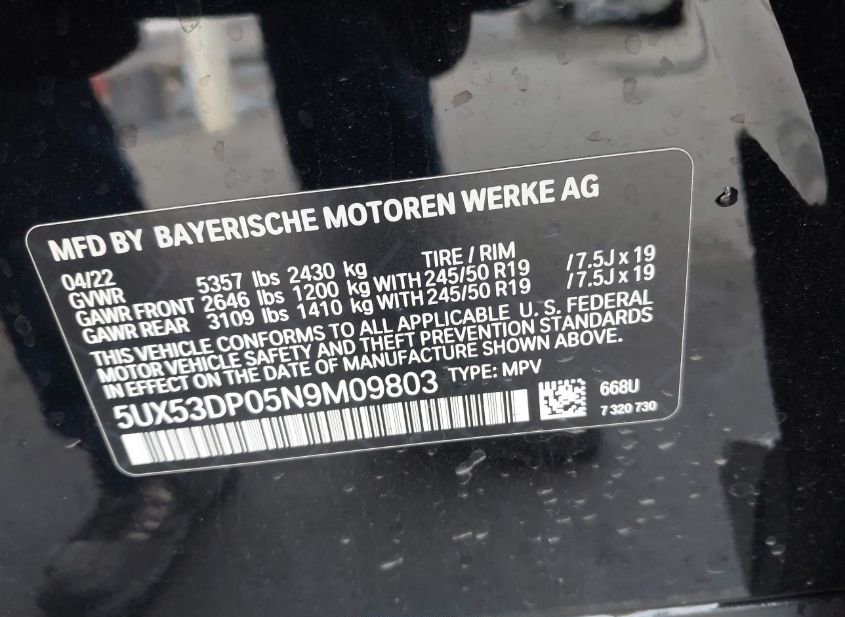 MFD BY BAYERISCHE MOTOREN WERKE AG
04/22 TIRE / RIM
GVWR 5357 lbs 2430 kg
GAWR FRONT 2646 lbs 1200 kg WITH 245/50 R19 /7.5J x 19
GAWR REAR 3109 lbs 1410 kg WITH 245/50 R19 /7.5J x 19
THIS VEHICLE CONFORMS TO ALL APPLICABLE U. S. FEDERAL
MOTOR VEHICLE SAFETY AND THEFT PREVENTION STANDARDS
IN EFFECT ON THE DATE OF MANUFACTURE SHOWN ABOVE.
5UX53DP05N9M09803 TYPE: MPV
668U
7 320 730